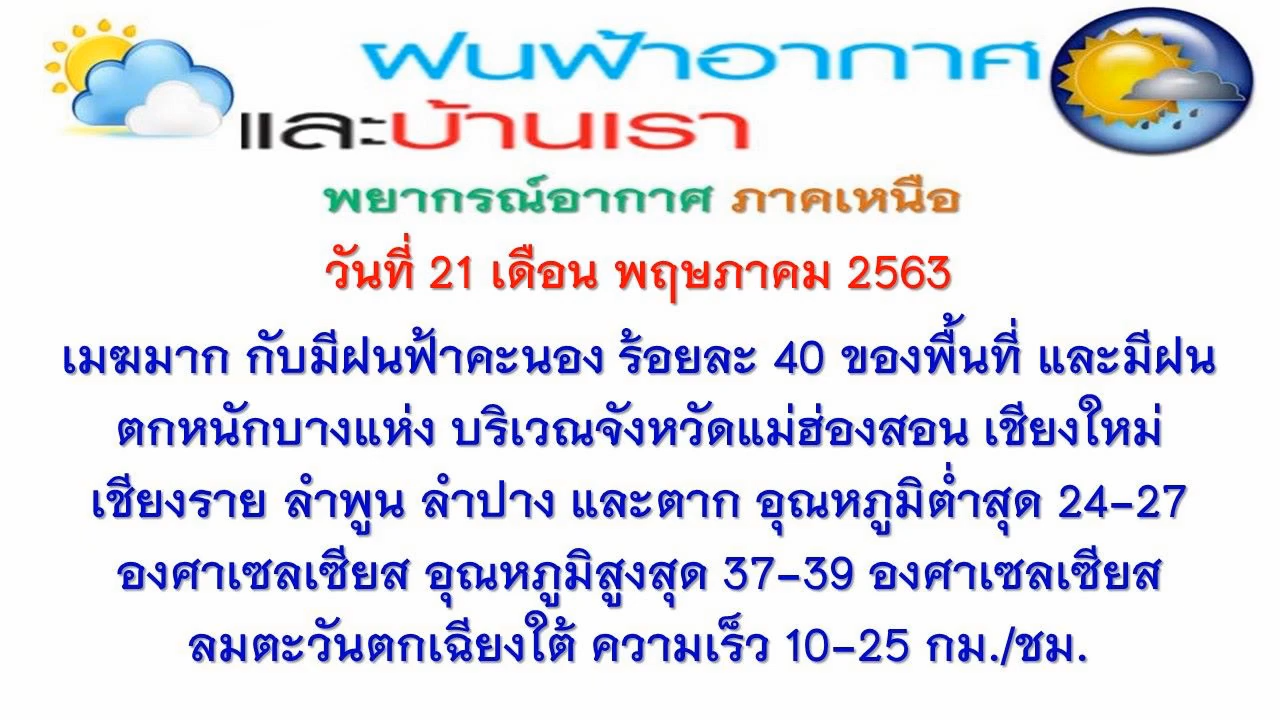 ฝนฟ้าอากาศ
และบ้านเรา
พยากรณ์อากาศ ภาคเหนือ
วันที่ 21 เดือน พฤษภาคม 2563
เมฆมาก กับมีฝนฟ้าคะนอง ร้อยละ 40 ของพื้นที่ และมีฝน
ตกหนักบางแห่ง บริเวณจังหวัดแม่ฮ่องสอน เชียงใหม่
เชียงราย ลำพูน ลำปาง และตาก อุณหภูมิต่ำสุด 24-27
องศาเซลเซียส อุณหภูมิสูงสุด 37-39 องศาเซลเซียส
ลมตะวันตกเฉียงใต้ ความเร็ว 10-25 กม./ชม.